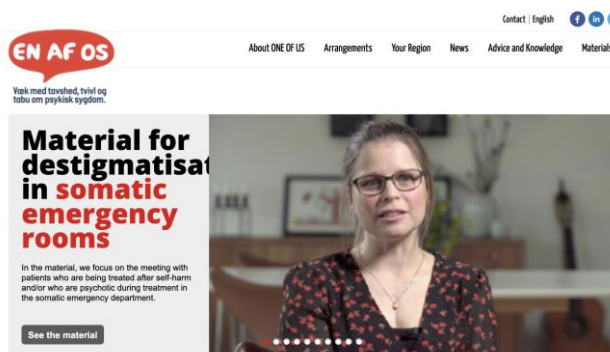 Contact | English
EN AF OS
Væk med tavshed, tvivl og
tabu om psykisk sygdom.
About ONE OF US Arrangements Your Region News Advice and Knowledge Materials
Material for
destigmatisat
in somatic
emergency
rooms
In the material, we focus on the meeting with
patients who are being treated after self-harm
and/or who are psychotic during treatment in
the somatic emergency department.
See the material